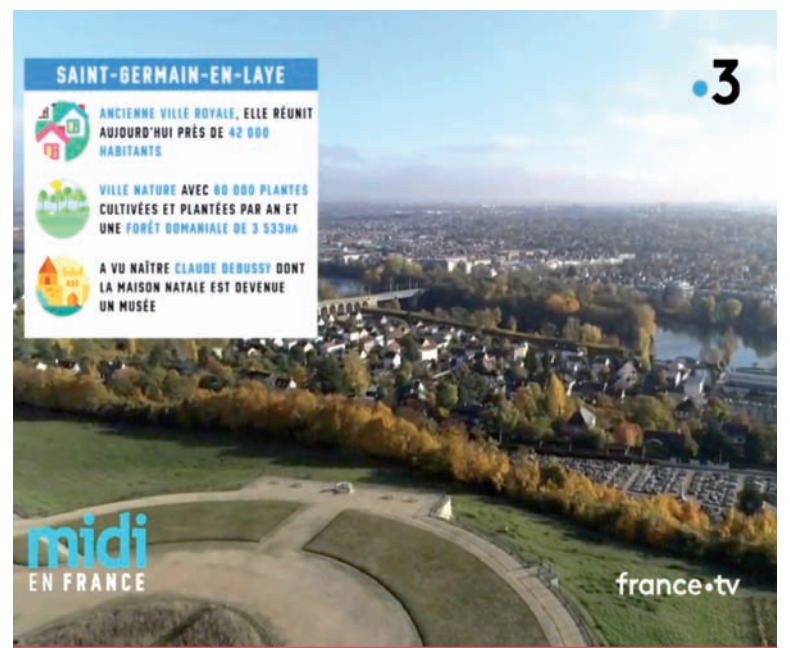 SAINT-GERMAIN-EN-LAYE
ANCIENNE VILLE ROYALE, ELLE RÉUNIT
AUJOURD'HUI PRÈS DE 42 000
HABITANTS
VILLE NATURE AVEC 80 000 PLANTES
CULTIVÉES ET PLANTÉES PAR AN ET
UNE FORÊT DOMANIALE DE 3 533HA
A VU NAÎTRE CLAUDE DEBUSSY DONT
LA MAISON NATALE EST DEVENUE
UN MUSÉE
•3
midi
EN FRANCE
france•tv